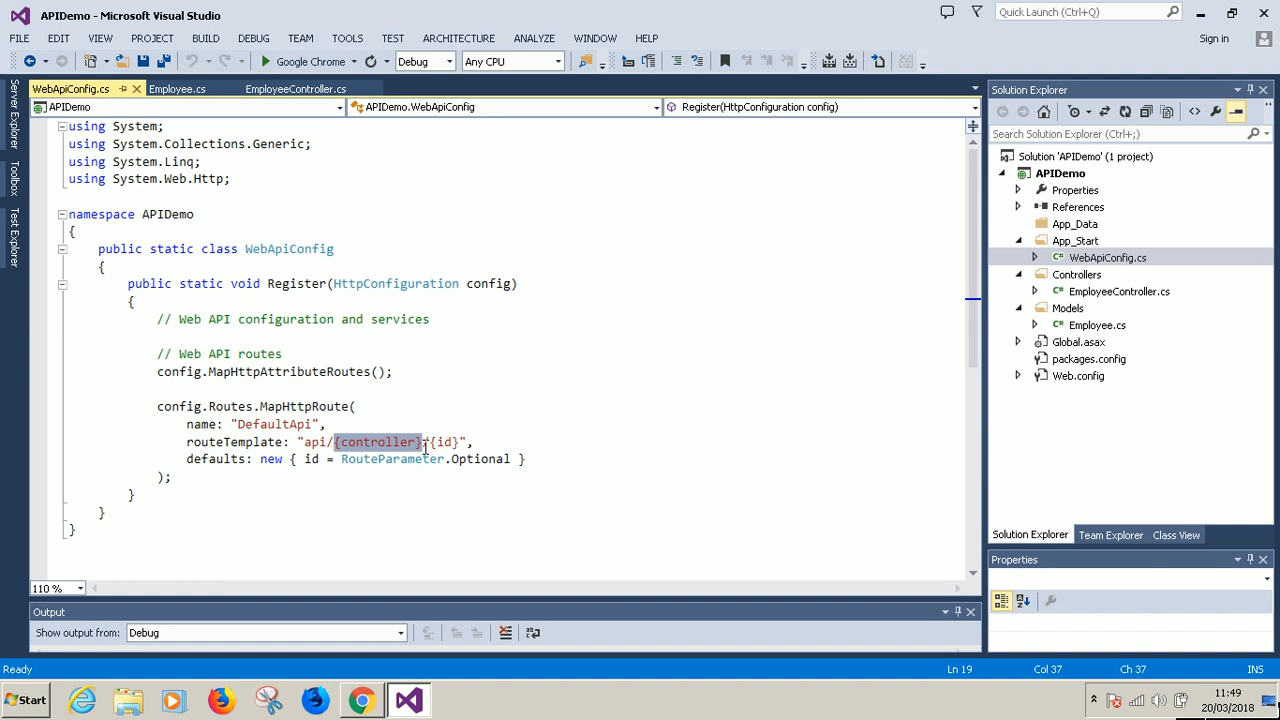 APIDemo - Microsoft Visual Studio
Quick Launch (Ctrl+Q)
FILE EDIT VIEW PROJECT BUILD DEBUG TEAM TOOLS TEST ARCHITECTURE ANALYZE WINDOW HELP
Sign in
Google Chrome
Debug
Any CPU
Server Explorer
Toolbox
Test Explorer
WebApiConfig.cs
Employee.cs
EmployeeController.cs
APIDemo
APIDemo.WebApiConfig
Register(HttpConfiguration config)
using System;
using System.Collections.Generic;
using System.Linq;
using System.Web.Http;
namespace APIDemo
{
public static class WebApiConfig
{
public static void Register(HttpConfiguration config)
{
// Web API configuration and services
// Web API routes
config.MapHttpAttributeRoutes();
config.Routes.MapHttpRoute(
name: "DefaultApi",
routeTemplate: "api/{controller}/{id}",
defaults: new { id = RouteParameter.Optional }
);
}
}
}
110 %
Output
Show output from: Debug
Solution Explorer
Search Solution Explorer (Ctrl+;)
Solution 'APIDemo' (1 project)
APIDemo
Properties
References
App_Data
App_Start
WebApiConfig.cs
Controllers
EmployeeController.cs
Models
Employee.cs
Global.asax
packages.config
Web.config
Solution Explorer
Team Explorer
Class View
Properties
Ready
Ln 19
Col 37
Ch 37
INS
Start
11:49
20/03/2018